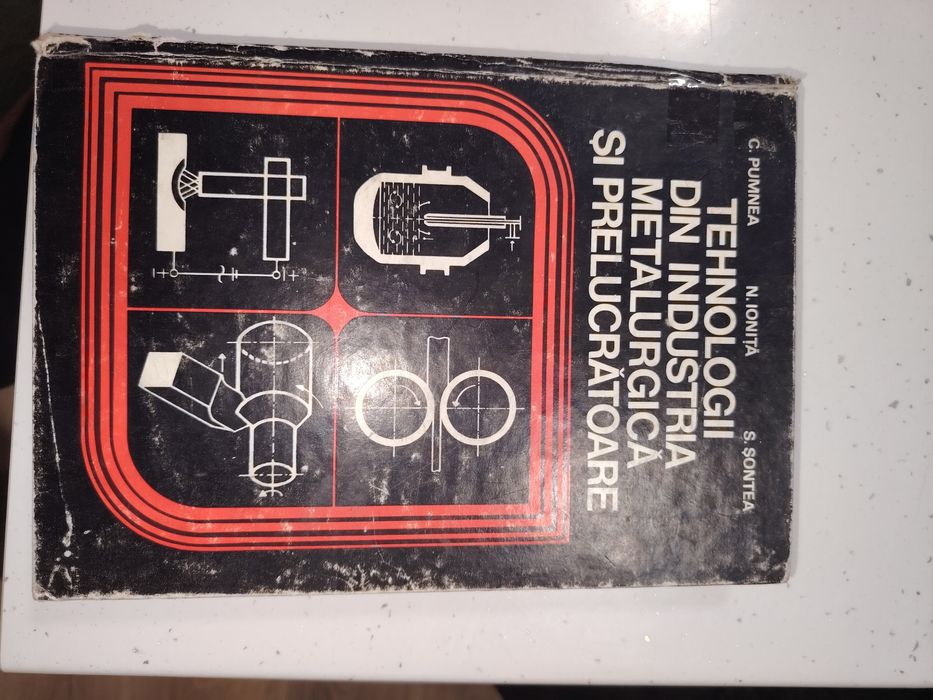 C. PUMNEA N. IONIȚĂ S. ȘONTEA
TEHNOLOGII
DIN INDUSTRIA
METALURGICĂ
ȘI PRELUCRĂTOARE